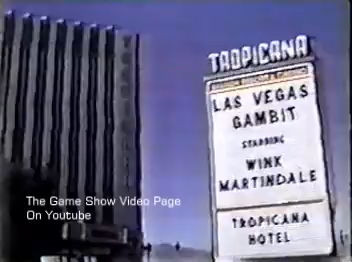 TROPICANA
LAS VEGAS
GAMBIT
STARRING
WINK
MARTINDALE
TROPICANA
HOTEL
The Game Show Video Page
On Youtube